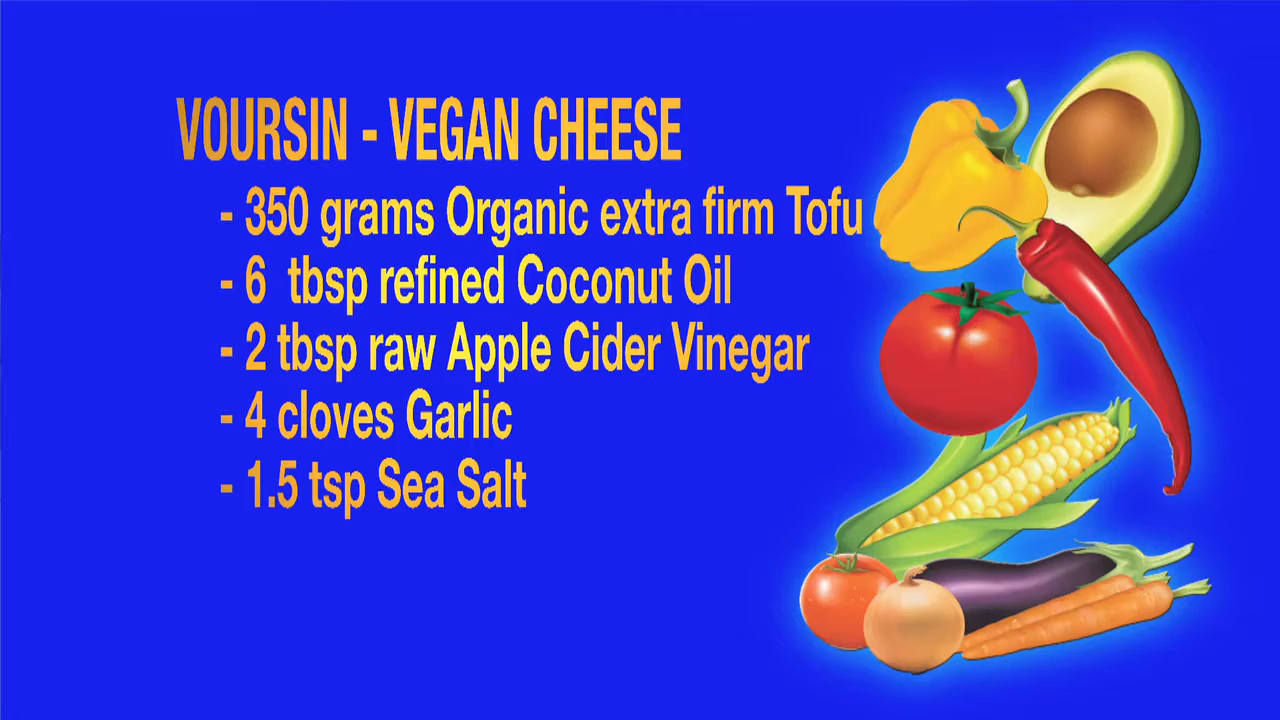 VOURSIN - VEGAN CHEESE
- 350 grams Organic extra firm Tofu
- 6  tbsp refined Coconut Oil
- 2 tbsp raw Apple Cider Vinegar
- 4 cloves Garlic
- 1.5 tsp Sea Salt